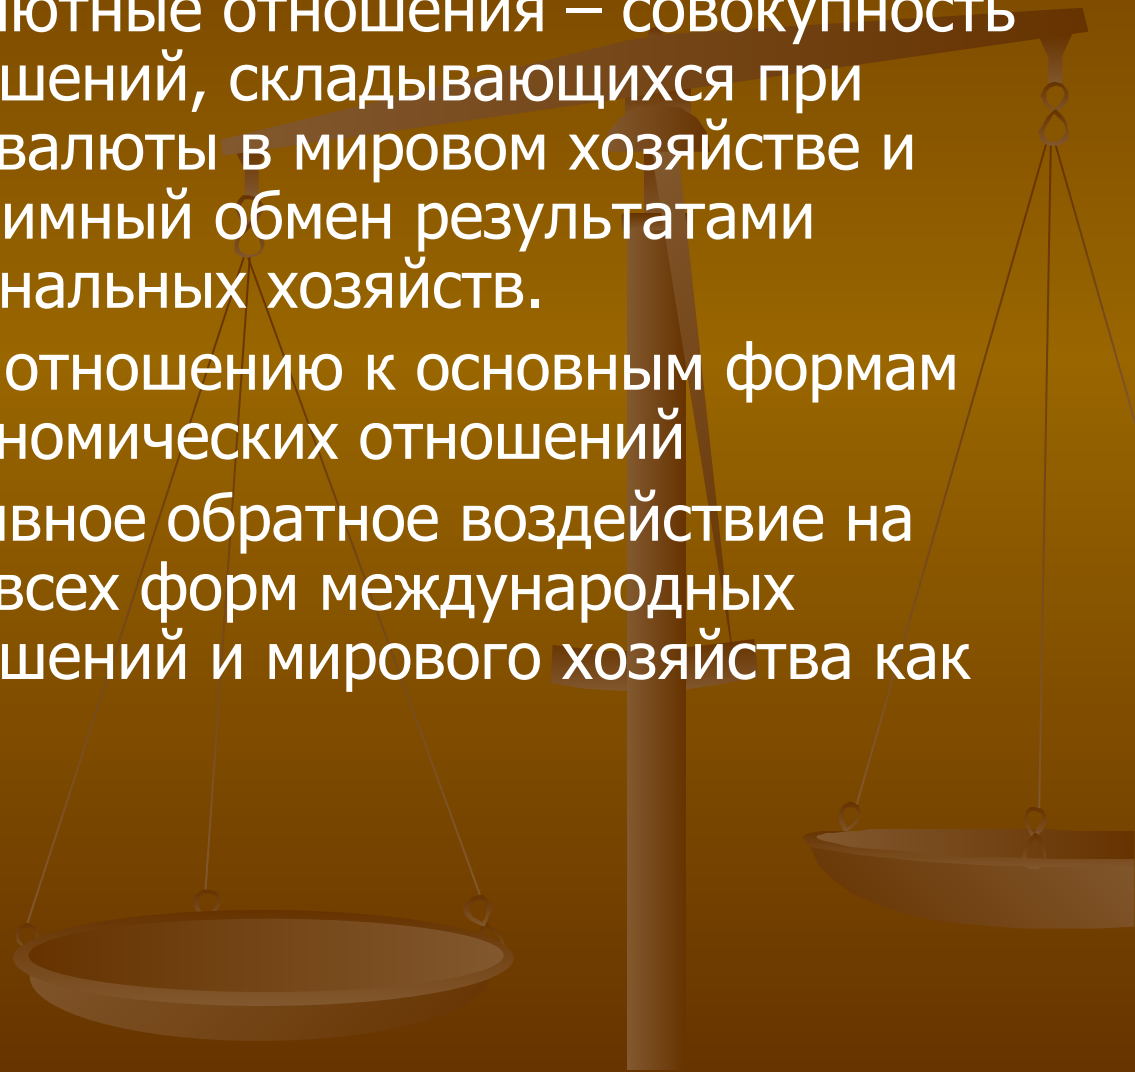 лютные отношения – совокупность
шений, складывающихся при
валюты в мировом хозяйстве и
имный обмен результатами
нальных хозяйств.
отношению к основным формам
номических отношений
ивное обратное воздействие на
всех форм международных
шений и мирового хозяйства как